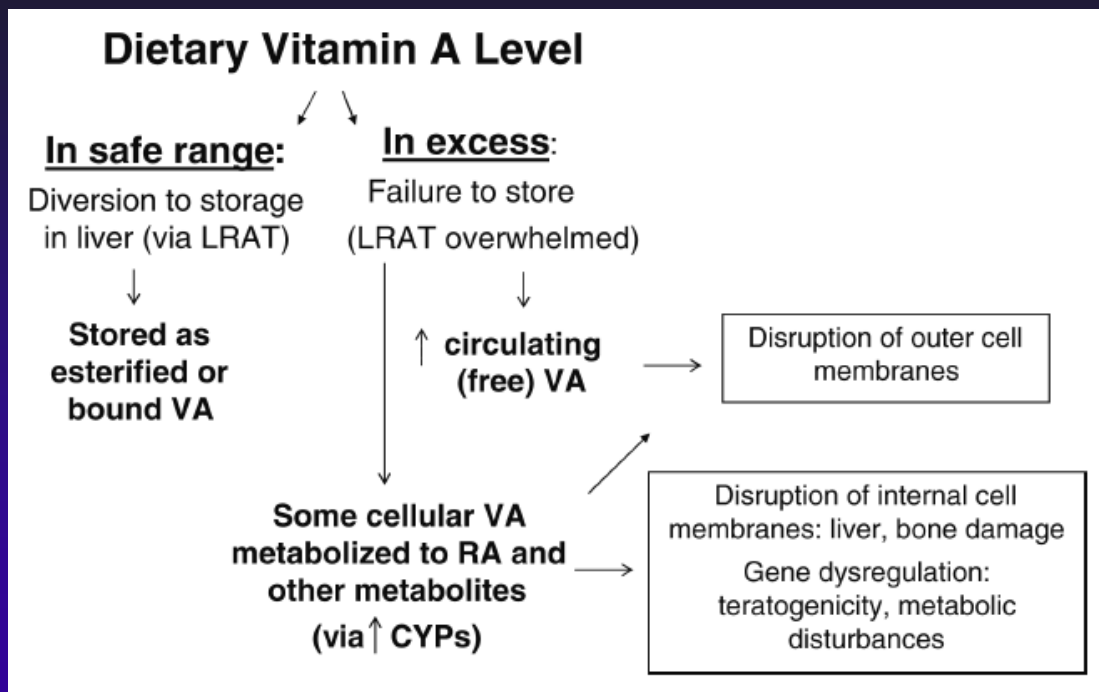 Dietary Vitamin A Level
In safe range:
Diversion to storage
in liver (via LRAT)
Stored as
esterified or
bound VA
In excess:
Failure to store
(LRAT overwhelmed)
↑ circulating
(free) VA
Disruption of outer cell
membranes
Some cellular VA
metabolized to RA and
other metabolites
(via ↑ CYPs)
Disruption of internal cell
membranes: liver, bone damage
Gene dysregulation:
teratogenicity, metabolic
disturbances